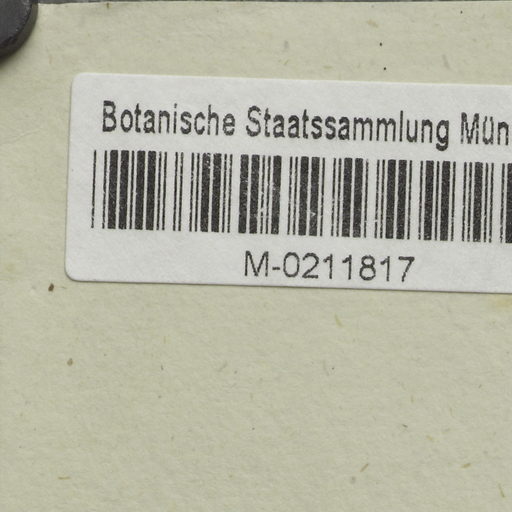 Botanische Staatssammlung Mün
M-0211817